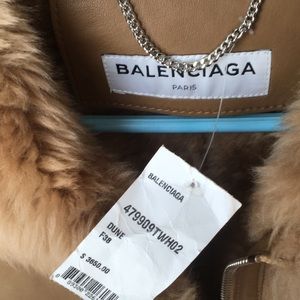 BALENCIAGA
PARIS
BALENCIAGA
479909TWH02
DUNE
F38
$ 3650.00